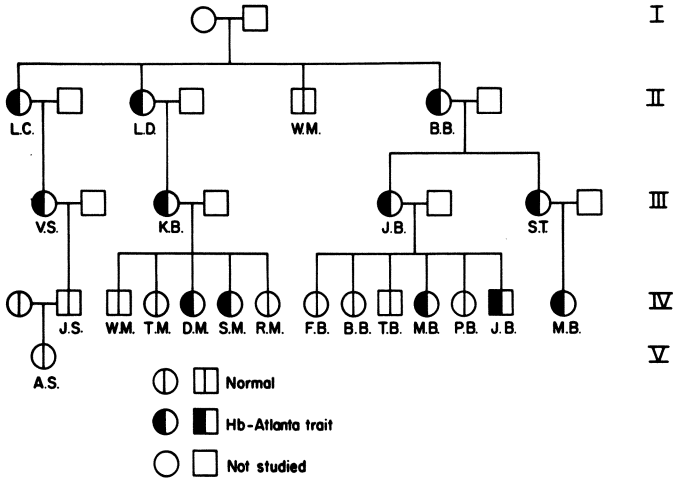 I
II
L.C. L.D. W.M. B.B.
III
V.S. K.B. J.B. S.T.
IV
J.S. W.M. T.M. D.M. S.M. R.M. F.B. B.B. T.B. M.B. P.B. J.B. M.B.
V
A.S.
Normal
Hb-Atlanta trait
Not studied